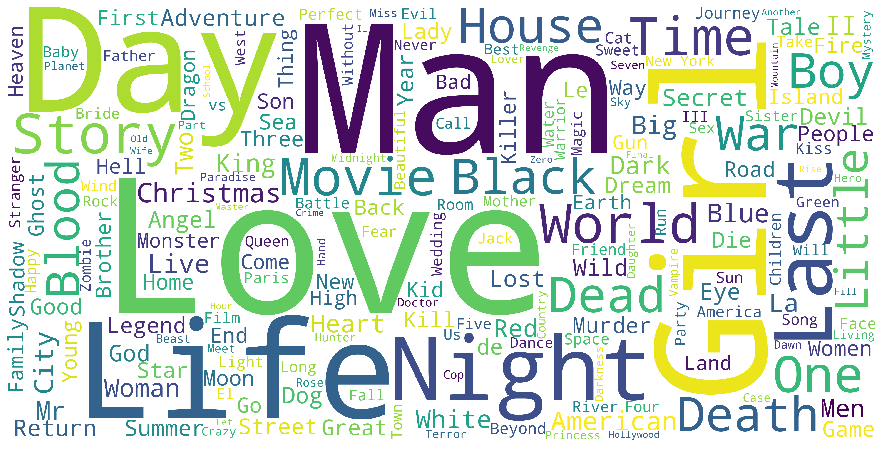 Day
Man
Love
Life
Girl
Night
Last
Time
House
Story
Movie
Black
World
War
Boy
Little
Dead
Death
One
Blood
Heaven
First
Adventure
Baby
Planet
Father
West
Thing
Without
Perfect
Miss
Evil
I
Never
Lady
Best
Revenge
Lover
Cat
Sweet
Seven
Journey
Another
New York
Tale
II
Take
Fire
Mystery
Mountain
Sky
Secret
Island
Devil
Sister
Sex
III
People
Kiss
Hero
Rise
Final
Green
Will
Children
Road
Way
Le
Big
Gun
Water
Warrior
Magic
Killer
Bad
Call
Year
Beautiful
Midnight
School
Dragon
vs
Son
Sea
Three
Two
Bride
Part
Old
Wife
King
Hell
Paradise
Wind
Rock
Stranger
Ghost
Shadow
Family
Happy
Zombie
Brother
Christmas
Angel
Monster
Master
Crime
Battle
Back
Room
Mother
Zero
Fear
Queen
Hand
Jack
Wedding
Live
Home
Come
Paris
Doctor
New
High
Kid
Lost
Earth
Dark
Dream
Run
Friend
Daughter
Wild
Blue
Die
Eye
Vampire
Sun
La
America
Party
Song
Face
Fill
Living
Dawn
Women
Land
Case
Men
Game
Murder
Space
Country
Darkness
Red
Five
Us
Dance
de
Kill
Heart
Cop
Legend
End
Film
Hour
Beast
Good
City
Young
God
Star
Woman
Mr
Return
Summer
Meet
Hunter
Light
Moon
El
Long
Rose
Dog
Fall
Go
Let
Crazy
Street
Great
Town
White
Terror
Beyond
River
Four
American
Princess
Hollywood